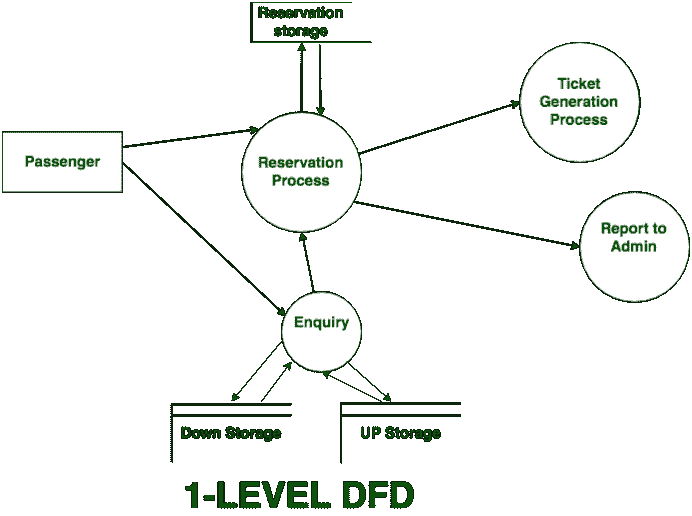 Reservation
storage
Ticket
Generation
Process
Passenger
Reservation
Process
Report to
Admin
Enquiry
Down Storage
UP Storage
1-LEVEL DFD